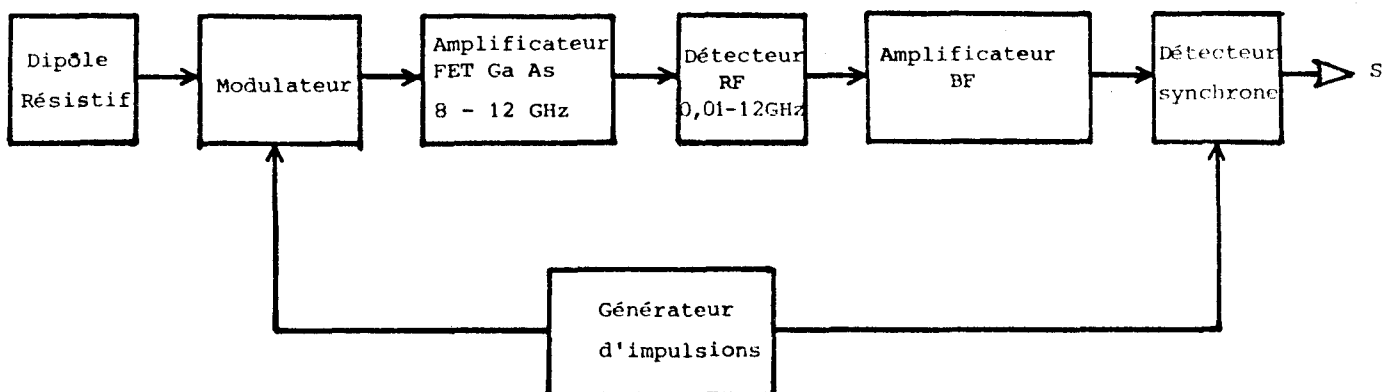 Dipôle
Résistif
Modulateur
Amplificateur
FET Ga As
8 - 12 GHz
Détecteur
RF
0,01-12GHz
Amplificateur
BF
Détecteur
synchrone
S
Générateur
d'impulsions